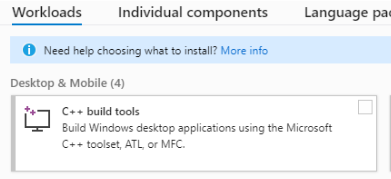 Workloads Individual components Language pac
Need help choosing what to install? More info
Desktop & Mobile (4)
C++ build tools
Build Windows desktop applications using the Microsoft
C++ toolset, ATL, or MFC.